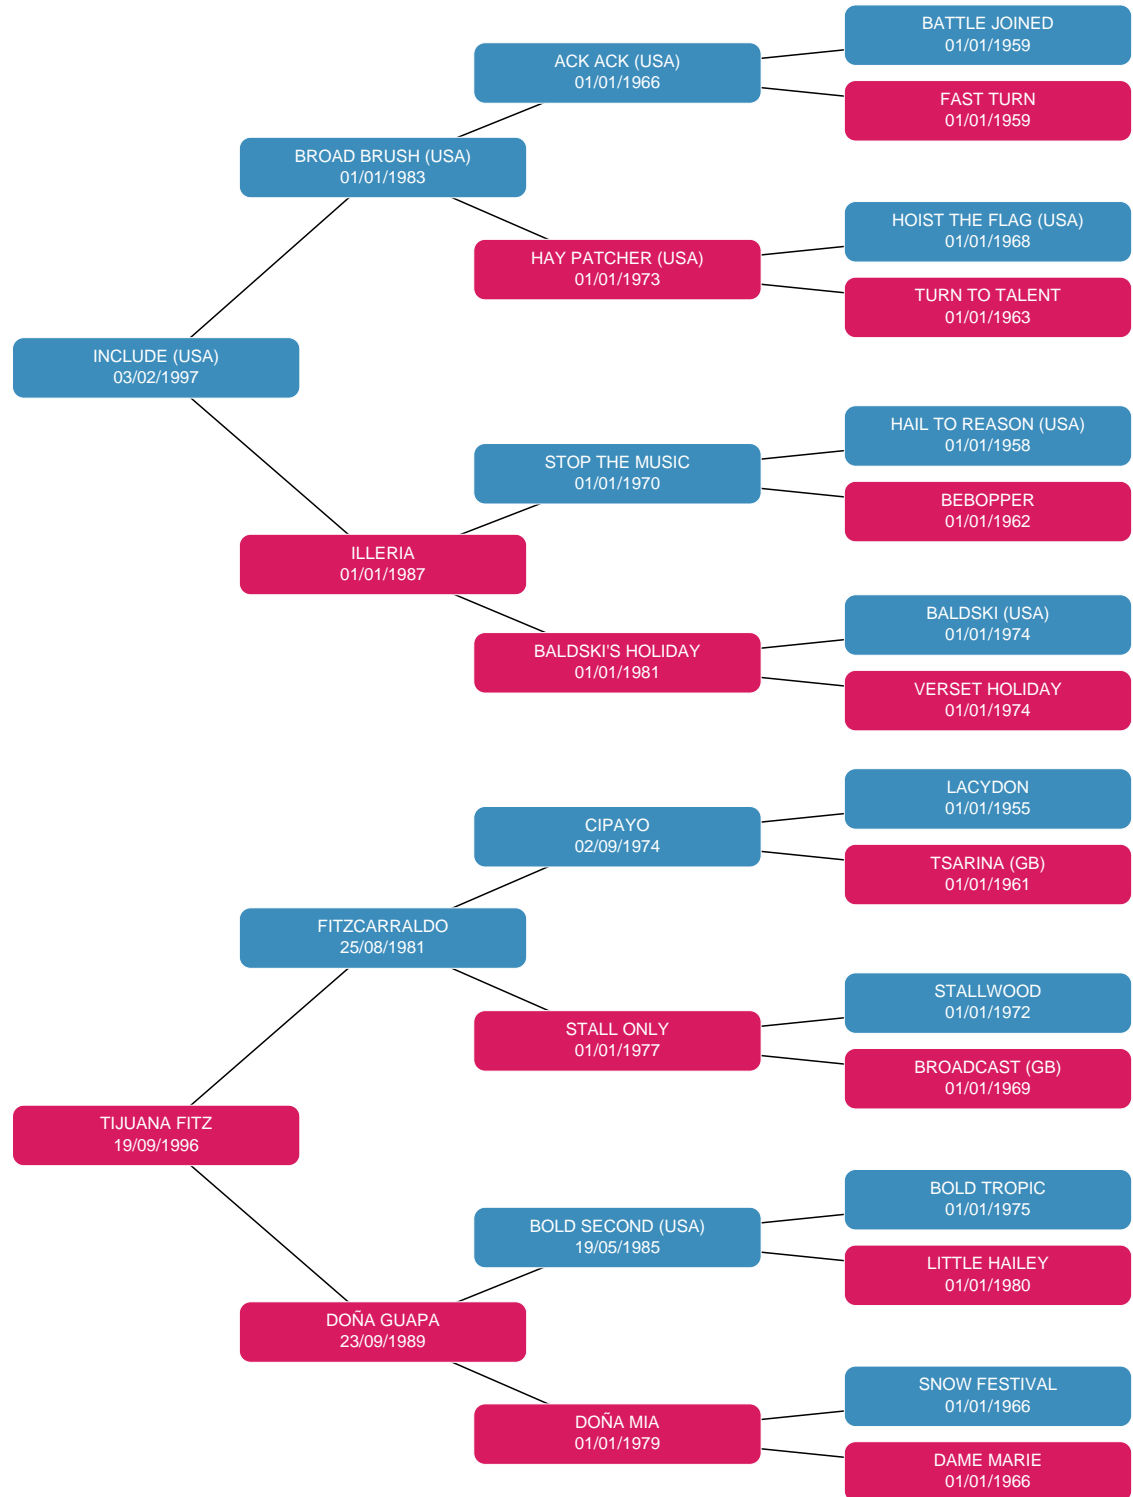 BATTLE JOINED
01/01/1959
ACK ACK (USA)
01/01/1966
FAST TURN
01/01/1959
BROAD BRUSH (USA)
01/01/1983
HOIST THE FLAG (USA)
01/01/1968
HAY PATCHER (USA)
01/01/1973
TURN TO TALENT
01/01/1963
INCLUDE (USA)
03/02/1997
HAIL TO REASON (USA)
01/01/1958
STOP THE MUSIC
01/01/1970
BEBOPPER
01/01/1962
ILLERIA
01/01/1987
BALDSKI (USA)
01/01/1974
BALDSKI'S HOLIDAY
01/01/1981
VERSET HOLIDAY
01/01/1974
LACYDON
01/01/1955
CIPAYO
02/09/1974
TSARINA (GB)
01/01/1961
FITZCARRALDO
25/08/1981
STALLWOOD
01/01/1972
STALL ONLY
01/01/1977
BROADCAST (GB)
01/01/1969
TIJUANA FITZ
19/09/1996
BOLD TROPIC
01/01/1975
BOLD SECOND (USA)
19/05/1985
LITTLE HAILEY
01/01/1980
DOÑA GUAPA
23/09/1989
SNOW FESTIVAL
01/01/1966
DOÑA MIA
01/01/1979
DAME MARIE
01/01/1966